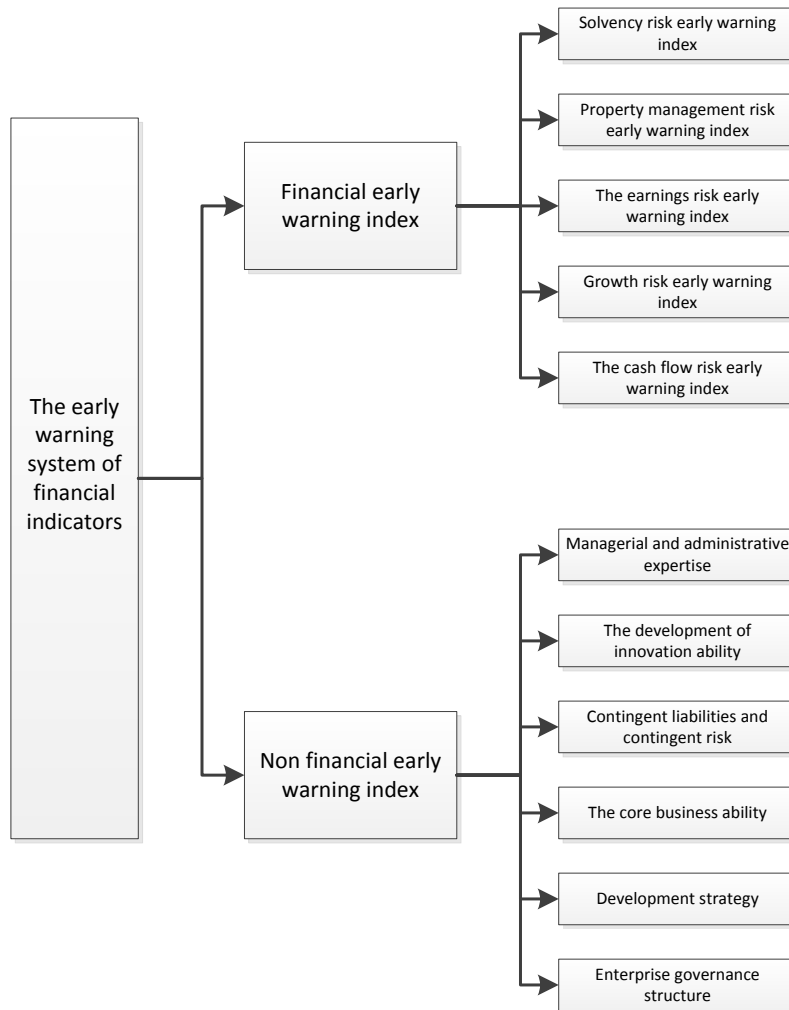 The early
warning
system of
financial
indicators
Financial early
warning index
Solvency risk early warning
index
Property management risk
early warning index
The earnings risk early
warning index
Growth risk early warning
index
The cash flow risk early
warning index
Non financial early
warning index
Managerial and administrative
expertise
The development of
innovation ability
Contingent liabilities and
contingent risk
The core business ability
Development strategy
Enterprise governance
structure